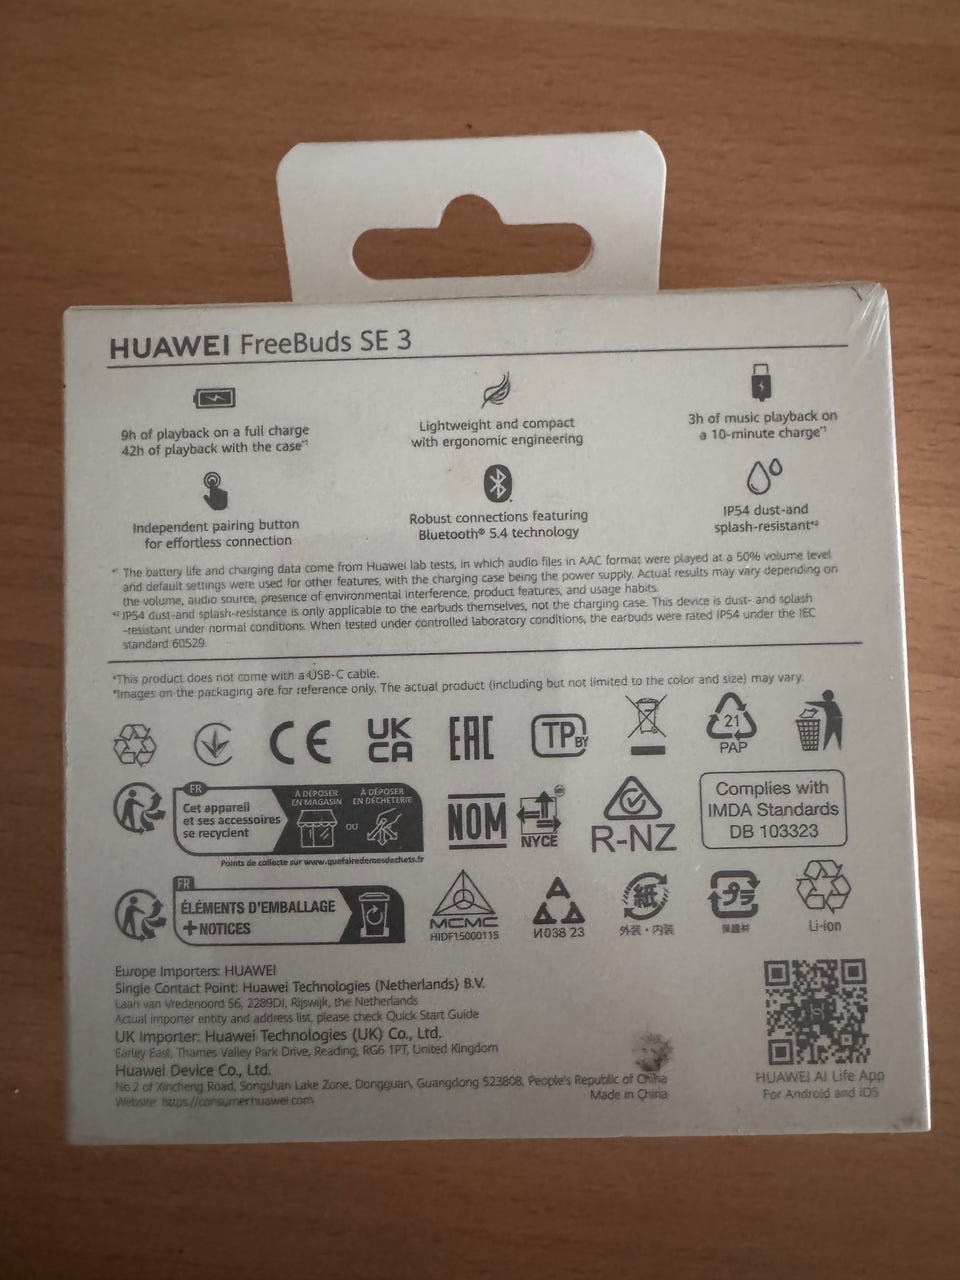 HUAWEI FreeBuds SE 3
9h of playback on a full charge
42h of playback with the case*1
Lightweight and compact
with ergonomic engineering
3h of music playback on
a 10-minute charge*1
Independent pairing button
for effortless connection
Robust connections featuring
Bluetooth® 5.4 technology
IP54 dust-and
splash-resistant*2
*1 The battery life and charging data come from Huawei lab tests, in which audio files in AAC format were played at a 50% volume level
and default settings were used for other features, with the charging case being the power supply. Actual results may vary depending on
the volume, audio source, presence of environmental interference, product features, and usage habits.
*2 IP54 dust-and splash-resistance is only applicable to the earbuds themselves, not the charging case. This device is dust- and splash
-resistant under normal conditions. When tested under controlled laboratory conditions, the earbuds were rated IP54 under the IEC
standard 60529.
*This product does not come with a USB-C cable.
*Images on the packaging are for reference only. The actual product (including but not limited to the color and size) may vary.
CE
UK
CA
EAC
TP BY
21
PAP
FR
Cet appareil
et ses accessoires
se recyclent
À DÉPOSER
EN MAGASIN
OU
À DÉPOSER
EN DÉCHÈTERIE
Points de collecte sur www.quefairedemesdechets.fr
NOM
NYCE
R-NZ
Complies with
IMDA Standards
DB 103323
FR
ÉLÉMENTS D'EMBALLAGE
+NOTICES
MCMC
HIDF15000115
И038 23
紙
外装・内装
プラ
保護材
Li-ion
Europe Importers: HUAWEI
Single Contact Point: Huawei Technologies (Netherlands) B.V.
Laan van Vredenoord 56, 2289DJ, Rijswijk, the Netherlands
Actual importer entity and address list, please check Quick Start Guide
UK Importer: Huawei Technologies (UK) Co., Ltd.
Earley East, Thames Valley Park Drive, Reading, RG6 1PT, United Kingdom
Huawei Device Co., Ltd.
No.2 of Xincheng Road, Songshan Lake Zone, Dongguan, Guangdong 523808, People's Republic of China
Website: https://consumer.huawei.com
Made in China
HUAWEI AI Life App
For Android and iOS